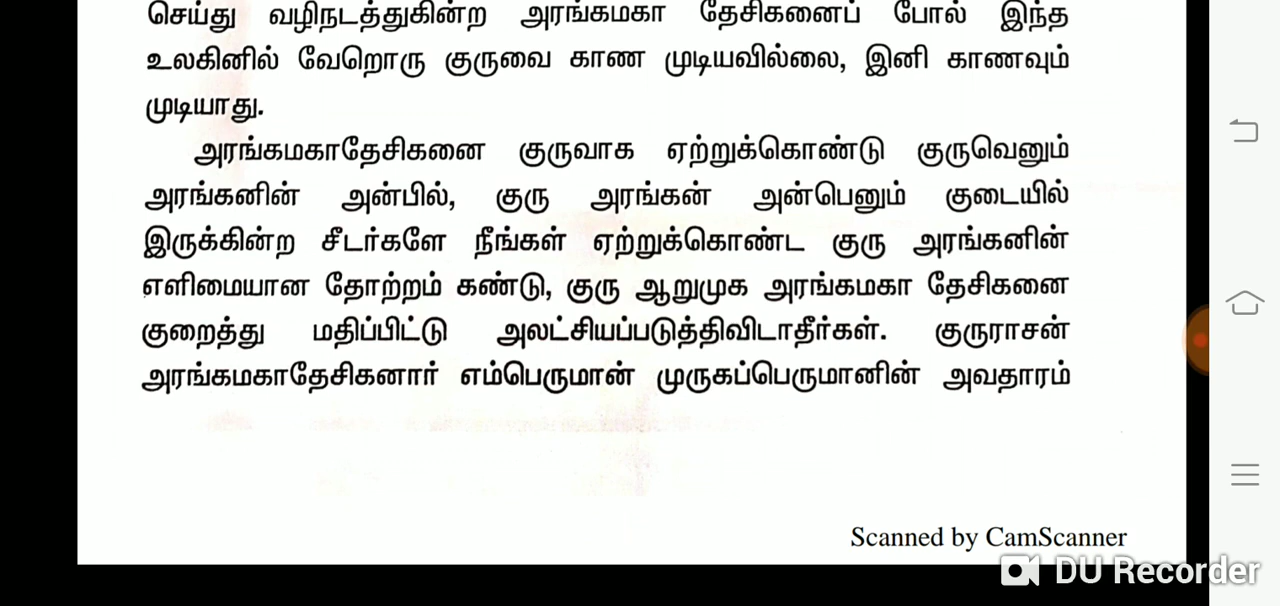 செய்து வழிநடத்துகின்ற அரங்கமகா தேசிகனைப் போல் இந்த
உலகினில் வேறொரு குருவை காண முடியவில்லை, இனி காணவும்
முடியாது.
அரங்கமகாதேசிகனை குருவாக ஏற்றுக்கொண்டு குருவெனும்
அரங்கனின் அன்பில், குரு அரங்கன் அன்பெனும் குடையில்
இருக்கின்ற சீடர்களே நீங்கள் ஏற்றுக்கொண்ட குரு அரங்கனின்
எளிமையான தோற்றம் கண்டு, குரு ஆறுமுக அரங்கமகா தேசிகனை
குறைத்து மதிப்பிட்டு அலட்சியப்படுத்திவிடாதீர்கள். குருராசன்
அரங்கமகாதேசிகனார் எம்பெருமான் முருகப்பெருமானின் அவதாரம்
Scanned by CamScanner
DU Recorder